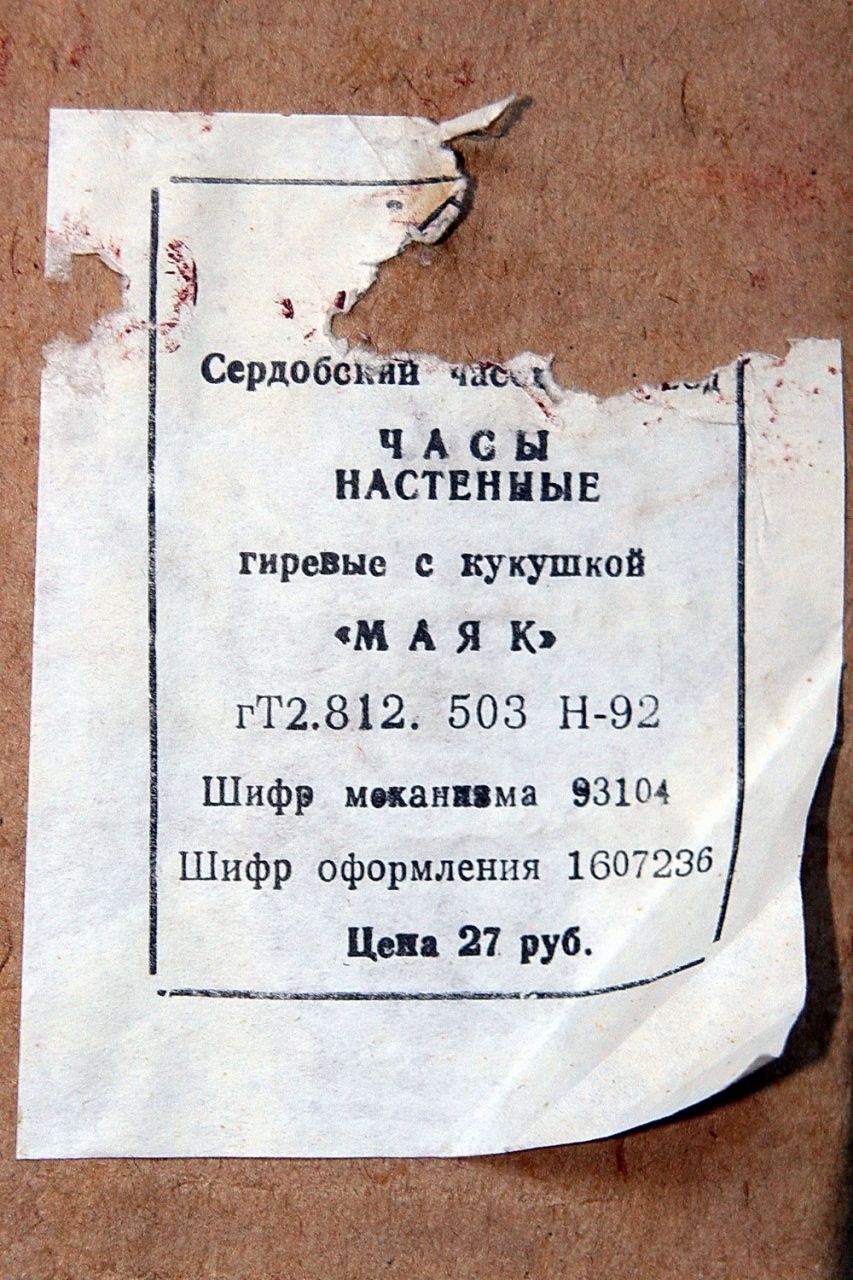 Сердобский
ЧАСЫ
НАСТЕННЫЕ
гиревые с кукушкой
«МАЯК»
гТ2.812. 503 Н-92
Шифр механизма 93104
Шифр оформления 1607236
Цена 27 руб.